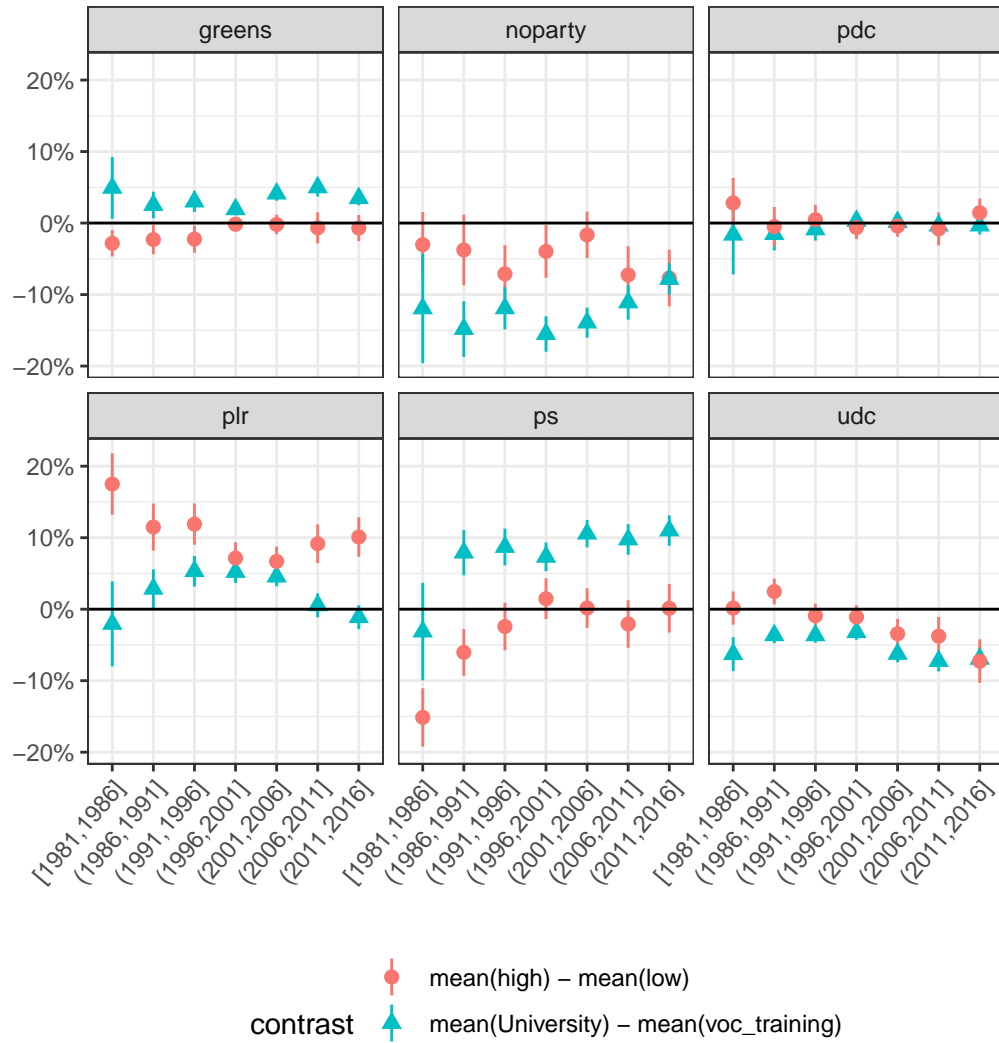 greens noparty pdc
20%
10%
0%
−10%
−20%
plr ps udc
20%
10%
0%
−10%
−20%
[1981, 1986] (1986, 1991] (1991, 1996] (1996, 2001] (2001, 2006] (2006, 2011] (2011, 2016] [1981, 1986] (1986, 1991] (1991, 1996] (1996, 2001] (2001, 2006] (2006, 2011] (2011, 2016] [1981, 1986] (1986, 1991] (1991, 1996] (1996, 2001] (2001, 2006] (2006, 2011] (2011, 2016]
mean(high) − mean(low)
contrast mean(University) − mean(voc_training)